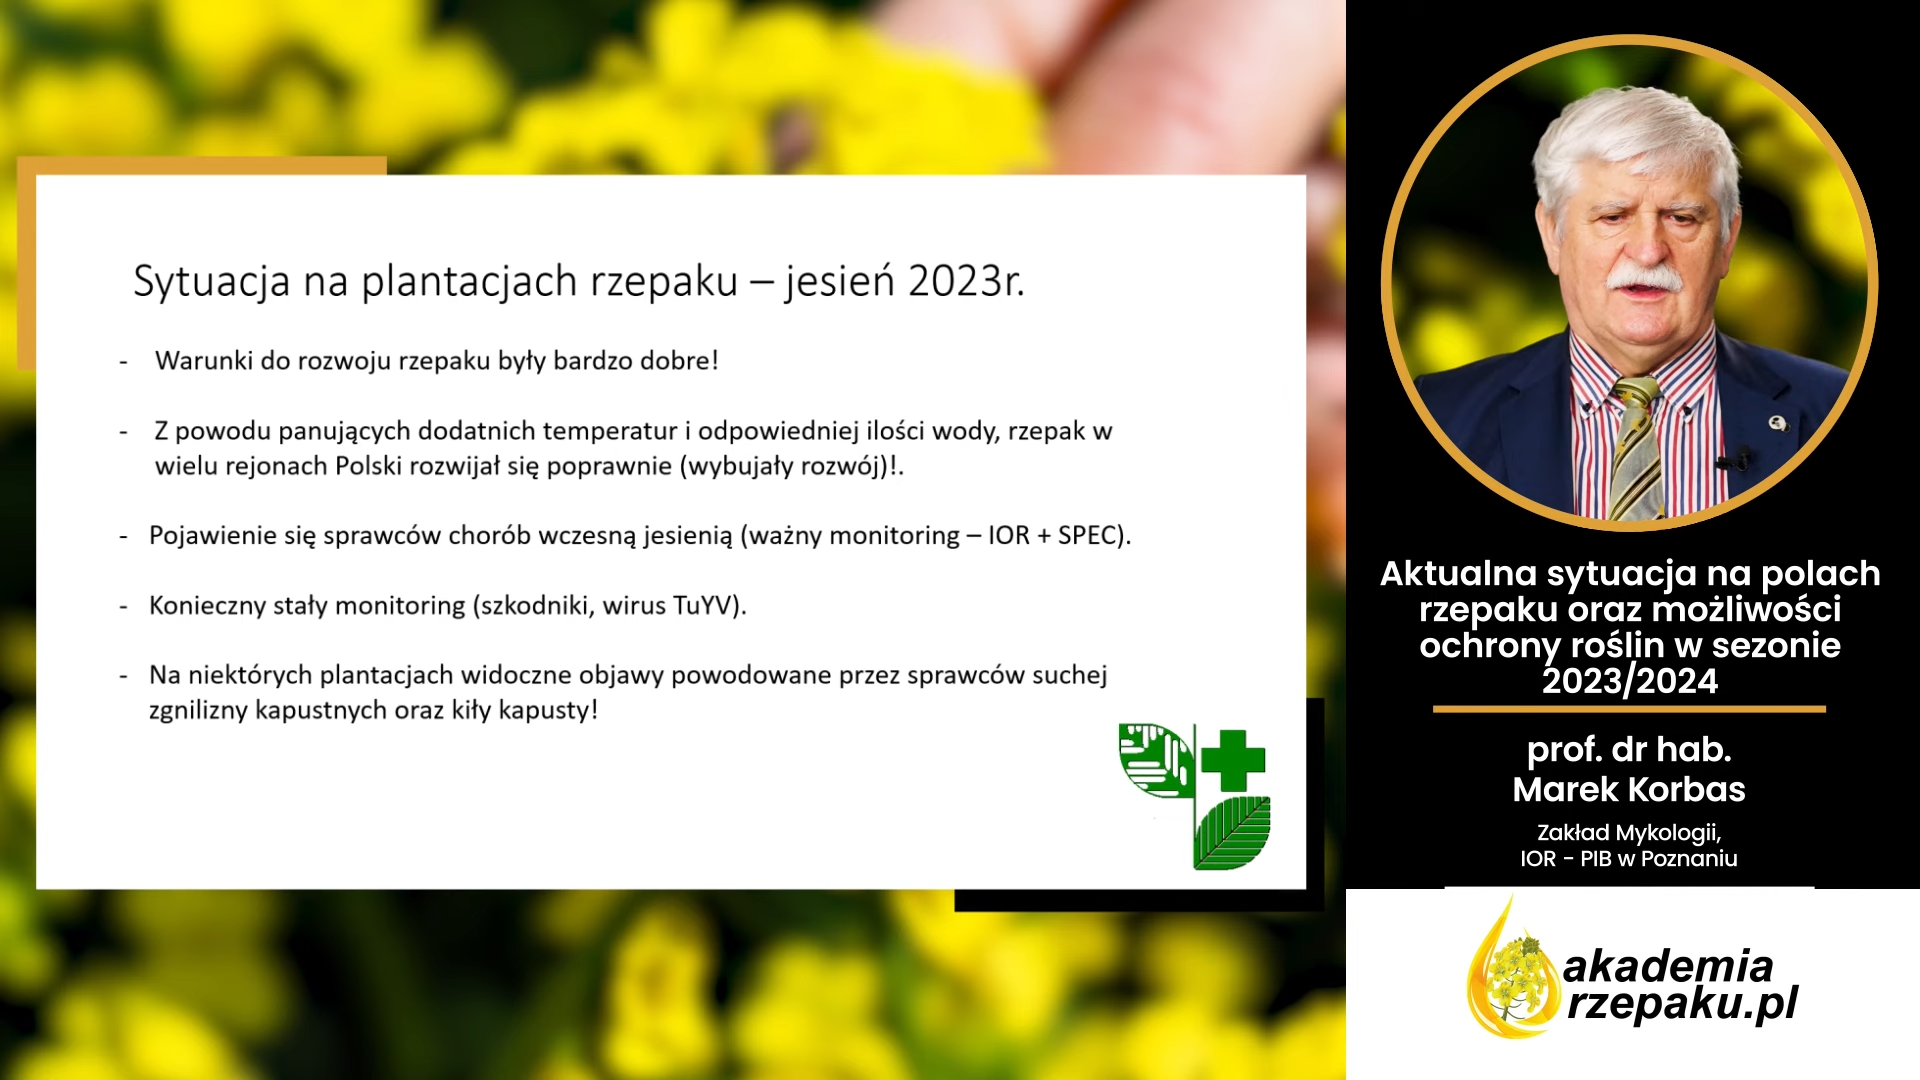 Sytuacja na plantacjach rzepaku – jesień 2023r.
- Warunki do rozwoju rzepaku były bardzo dobre!
- Z powodu panujących dodatnich temperatur i odpowiedniej ilości wody, rzepak w
wielu rejonach Polski rozwijał się poprawnie (wybujały rozwój)!.
- Pojawienie się sprawców chorób wczesną jesienią (ważny monitoring – IOR + SPEC).
- Konieczny stały monitoring (szkodniki, wirus TuYV).
- Na niektórych plantacjach widoczne objawy powodowane przez sprawców suchej
zgnilizny kapustnych oraz kiły kapusty!
Aktualna sytuacja na polach
rzepaku oraz możliwości
ochrony roślin w sezonie
2023/2024
prof. dr hab.
Marek Korbas
Zakład Mykologii,
IOR - PIB w Poznaniu
akademia
rzepaku.pl